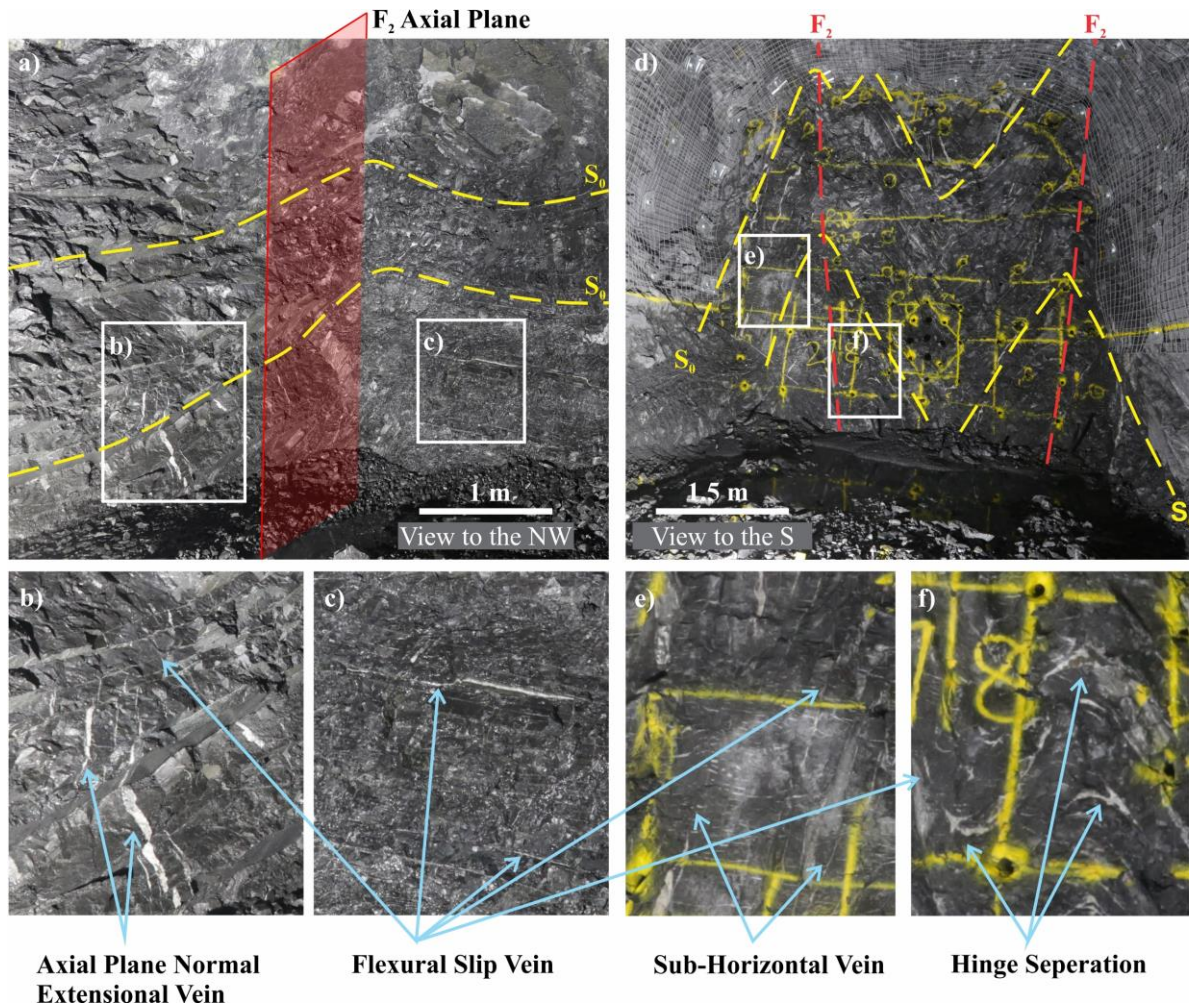 F₂ Axial Plane
a)
S₀
S₀
b)
c)
1 m
View to the NW
F₂
F₂
d)
e)
f)
S₀
S
1.5 m
View to the S
b)
c)
e)
f)
8
Axial Plane Normal
Extensional Vein
Flexural Slip Vein
Sub-Horizontal Vein
Hinge Seperation